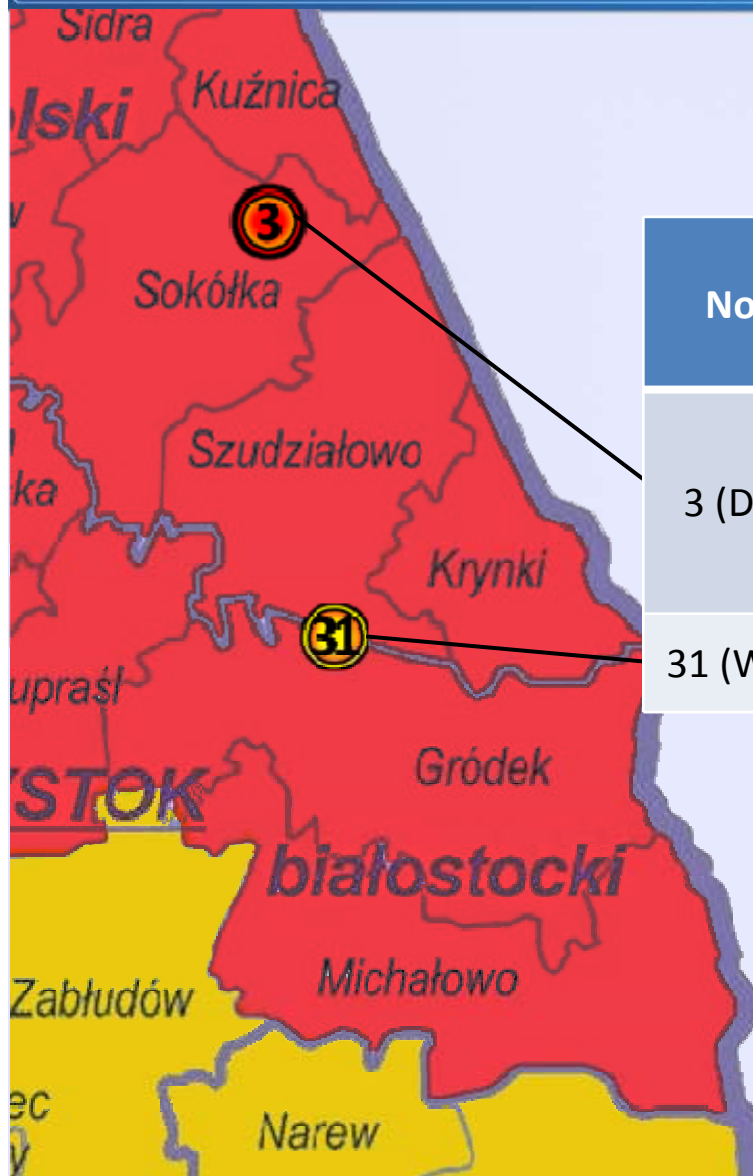 Sidra
Kuźnica
lski
w
3
Sokółka
No
3 (D
Szudziałowo
ka
Krynki
31
31 (W
upraśl
Gródek
YSTOK
białostocki
Michałowo
Zabłudów
ec
y
Narew